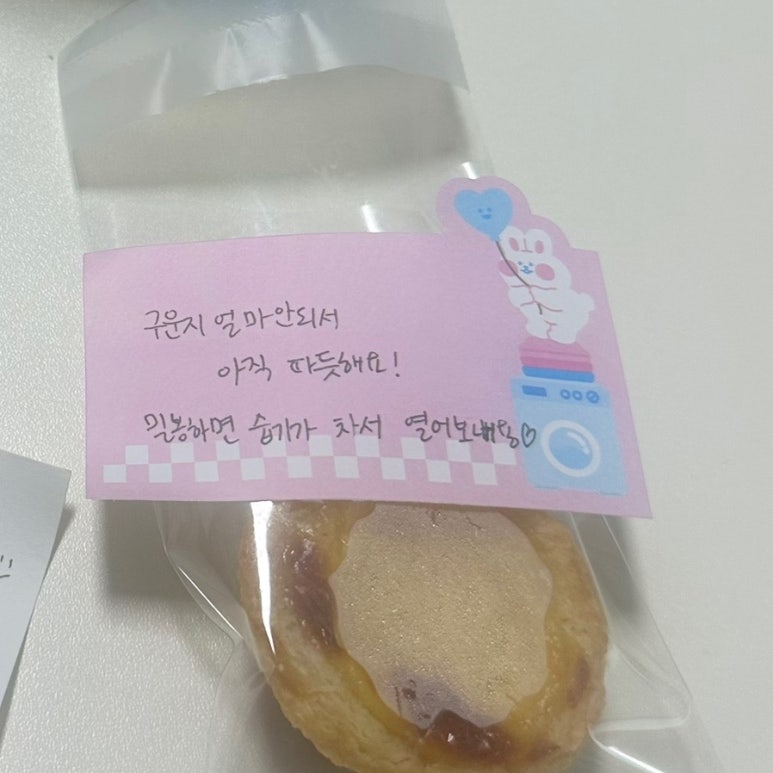 구운지 얼마안되서
아직 따듯해요!
밀봉하면 습기가 차서 열어보내용♡